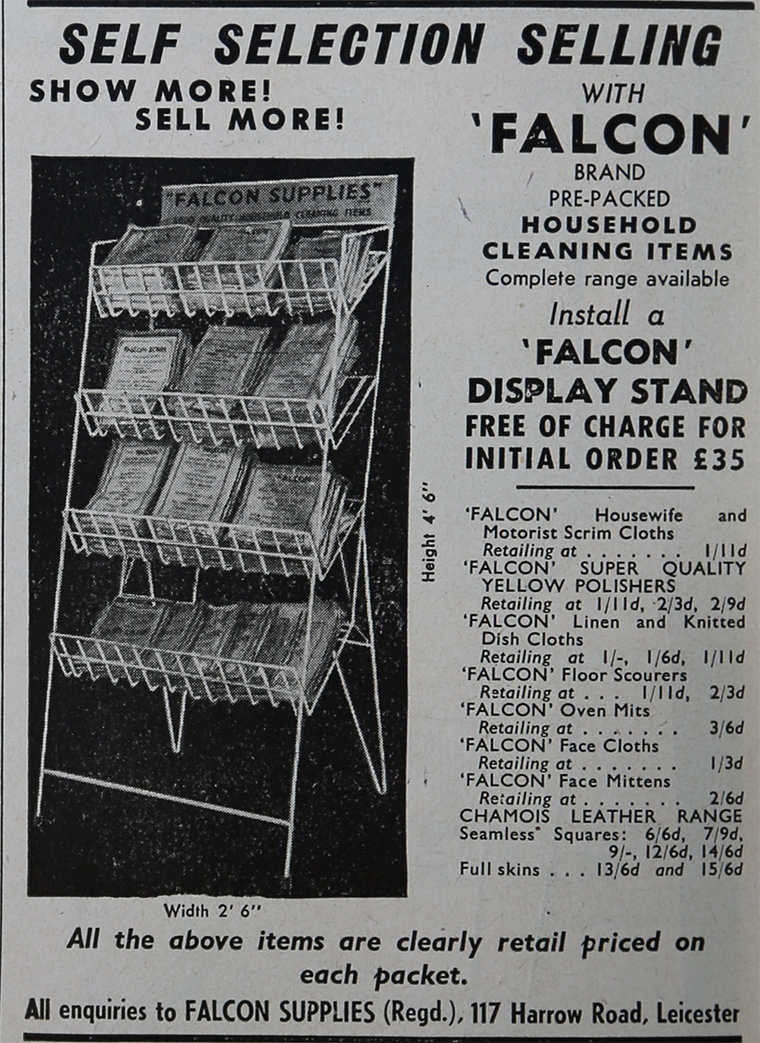 SELF SELECTION SELLING
SHOW MORE!
SELL MORE!
WITH
'FALCON'
BRAND
PRE-PACKED
HOUSEHOLD
CLEANING ITEMS
Complete range available
Install a
'FALCON'
DISPLAY STAND
FREE OF CHARGE FOR
INITIAL ORDER £35
"FALCON SUPPLIES"
GOOD QUALITY HOUSEHOLD CLEANING ITEMS
Height 4' 6"
Width 2' 6"
'FALCON' Housewife and
Motorist Scrim Cloths
Retailing at . . . . . . . 1/11d
'FALCON' SUPER QUALITY
YELLOW POLISHERS
Retailing at 1/11d, 2/3d, 2/9d
'FALCON' Linen and Knitted
Dish Cloths
Retailing at 1/-, 1/6d, 1/11d
'FALCON' Floor Scourers
Retailing at . . . 1/11d, 2/3d
'FALCON' Oven Mits
Retailing at . . . . . . . 3/6d
'FALCON' Face Cloths
Retailing at . . . . . . . 1/3d
'FALCON' Face Mittens
Retailing at . . . . . . . 2/6d
CHAMOIS LEATHER RANGE
Seamless Squares: 6/6d, 7/9d,
9/-, 12/6d, 14/6d
Full skins . . . 13/6d and 15/6d
All the above items are clearly retail priced on
each packet.
All enquiries to FALCON SUPPLIES (Regd.), 117 Harrow Road, Leicester